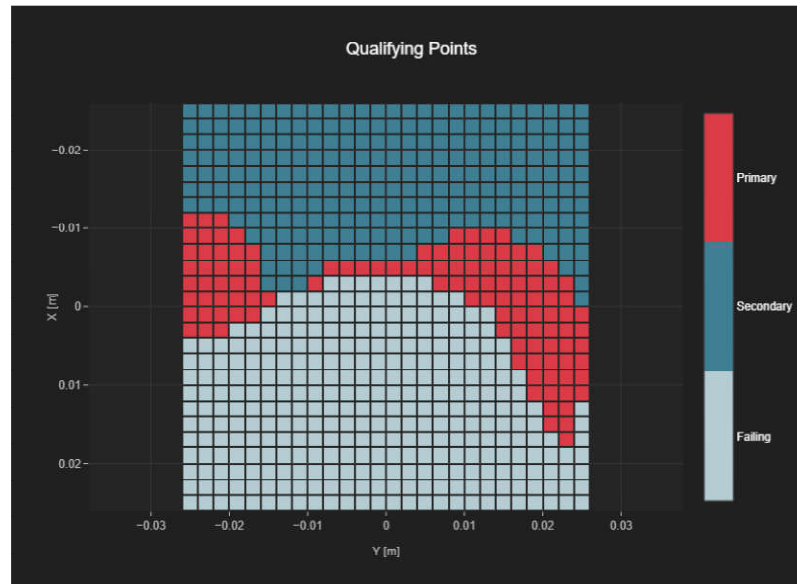 Qualifying Points
−0.02
−0.01
0
0.01
0.02
X [m]
−0.03
−0.02
−0.01
0
0.01
0.02
0.03
Y [m]
Primary
Secondary
Failing